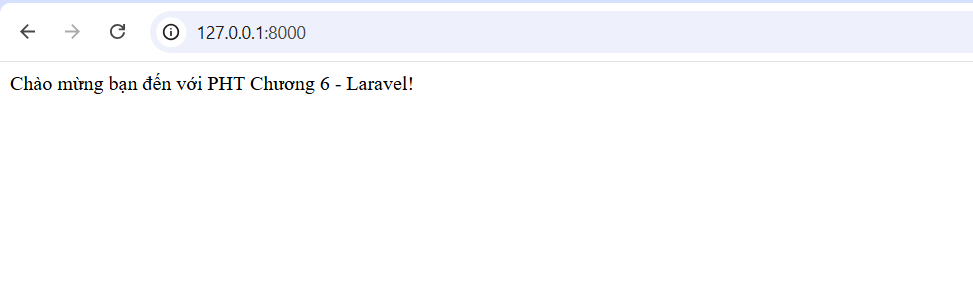 127.0.0.1:8000
Chào mừng bạn đến với PHT Chương 6 - Laravel!